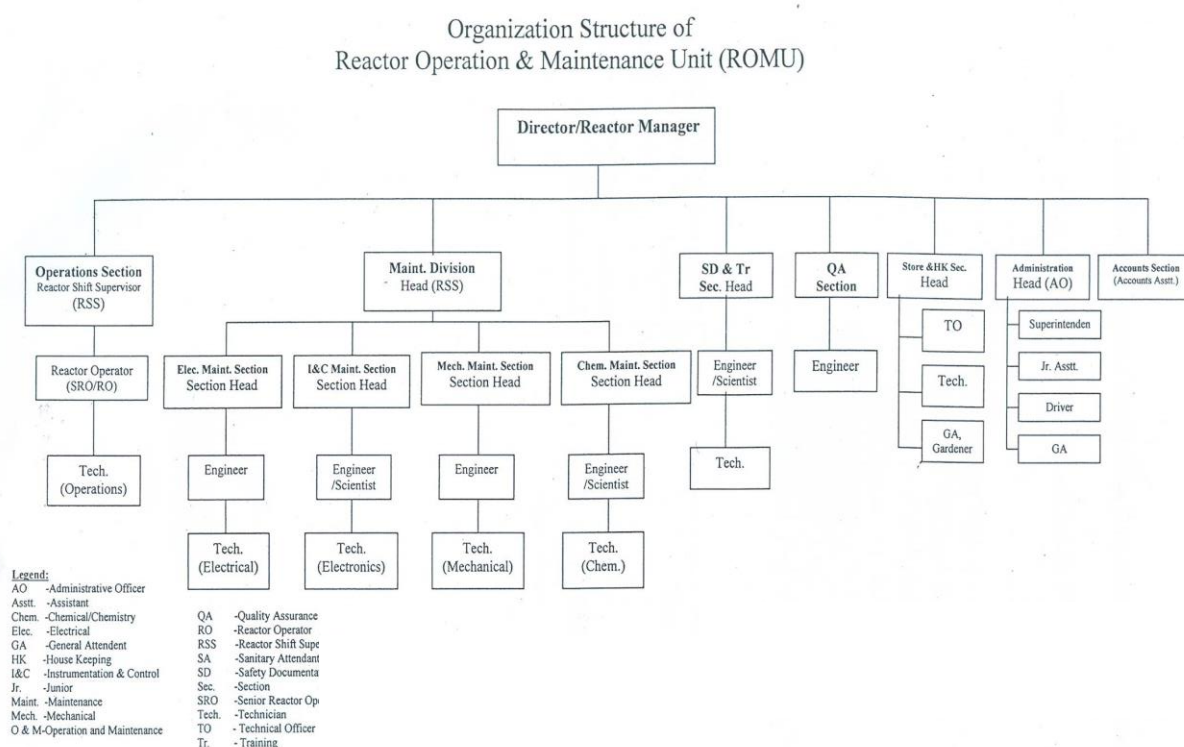 Organization Structure of
Reactor Operation & Maintenance Unit (ROMU)
Director/Reactor Manager
Operations Section
Reactor Shift Supervisor
(RSS)
Maint. Division
Head (RSS)
SD & Tr
Sec. Head
QA
Section
Store &HK Sec.
Head
Administration
Head (AO)
Accounts Section
(Accounts Asstt.)
Reactor Operator
(SRO/RO)
Elec. Maint. Section
Section Head
I&C Maint. Section
Section Head
Mech. Maint. Section
Section Head
Chem. Maint. Section
Section Head
Engineer
/Scientist
Engineer
TO
Tech.
GA,
Gardener
Superintenden
Jr. Asstt.
Driver
GA
Tech.
(Operations)
Engineer
Engineer
/Scientist
Engineer
Engineer
/Scientist
Tech.
Tech.
(Electrical)
Tech.
(Electronics)
Tech.
(Mechanical)
Tech.
(Chem.)
Legend:
AO -Administrative Officer
Asstt. -Assistant
Chem. -Chemical/Chemistry
Elec. -Electrical
GA -General Attendent
HK -House Keeping
I&C -Instrumentation & Control
Jr. -Junior
Maint. -Maintenance
Mech. -Mechanical
O & M-Operation and Maintenance
QA -Quality Assurance
RO -Reactor Operator
RSS -Reactor Shift Supe
SA -Sanitary Attendant
SD -Safety Documenta
Sec. -Section
SRO -Senior Reactor Op
Tech. -Technician
TO - Technical Officer
Tr. - Training